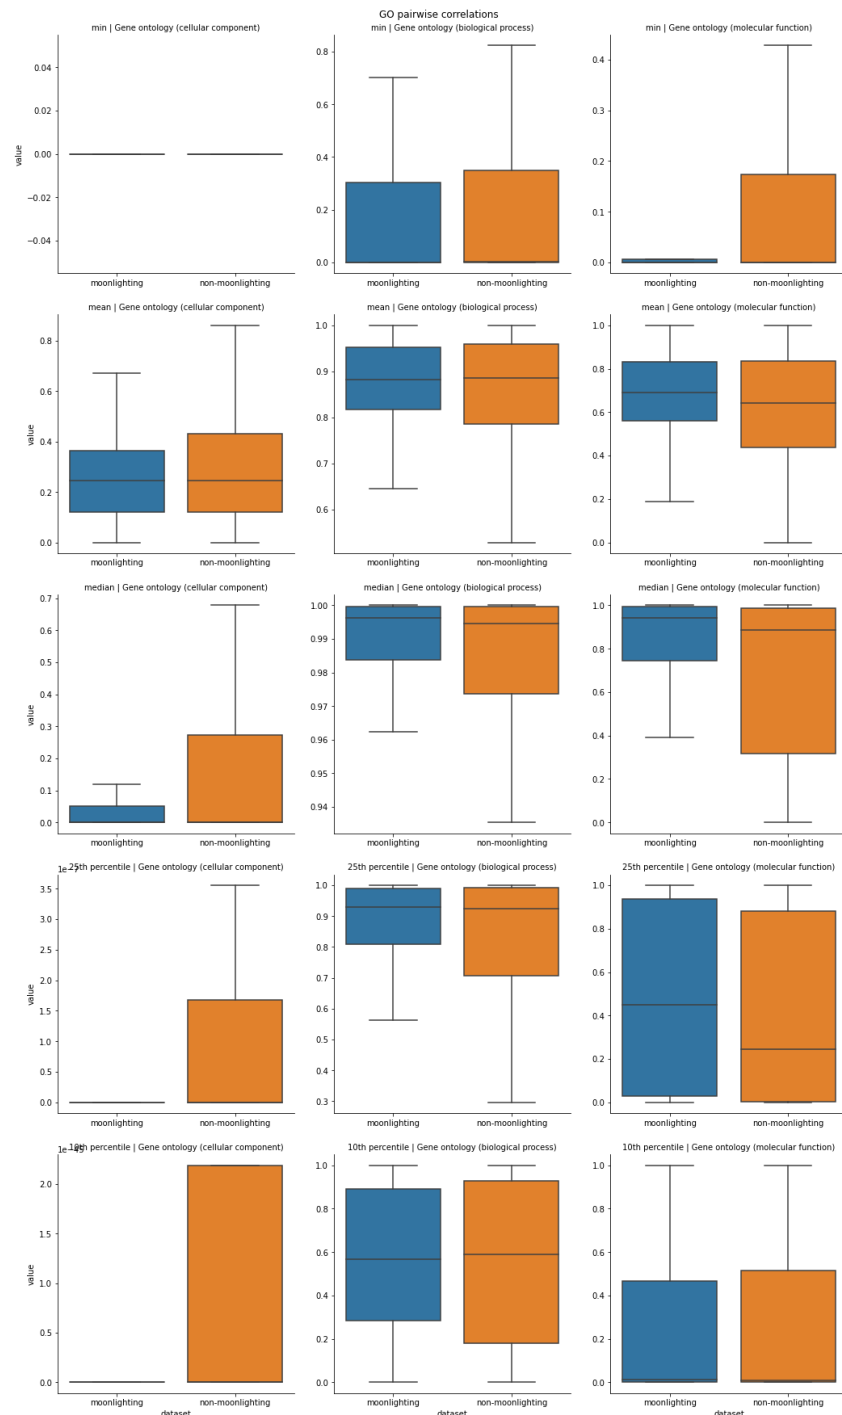 GO pairwise correlations
min | Gene ontology (cellular component)
min | Gene ontology (biological process)
min | Gene ontology (molecular function)
0.04
0.02
0.00
−0.02
−0.04
value
moonlighting
non-moonlighting
0.8
0.6
0.4
0.2
0.0
moonlighting
non-moonlighting
0.4
0.3
0.2
0.1
0.0
moonlighting
non-moonlighting
mean | Gene ontology (cellular component)
mean | Gene ontology (biological process)
mean | Gene ontology (molecular function)
0.8
0.6
0.4
0.2
0.0
value
moonlighting
non-moonlighting
1.0
0.9
0.8
0.7
0.6
moonlighting
non-moonlighting
1.0
0.8
0.6
0.4
0.2
0.0
moonlighting
non-moonlighting
median | Gene ontology (cellular component)
median | Gene ontology (biological process)
median | Gene ontology (molecular function)
0.7
0.6
0.5
0.4
0.3
0.2
0.1
0.0
value
moonlighting
non-moonlighting
1.00
0.99
0.98
0.97
0.96
0.95
0.94
moonlighting
non-moonlighting
1.0
0.8
0.6
0.4
0.2
0.0
moonlighting
non-moonlighting
1e−7
25th percentile | Gene ontology (cellular component)
25th percentile | Gene ontology (biological process)
25th percentile | Gene ontology (molecular function)
3.5
3.0
2.5
2.0
1.5
1.0
0.5
0.0
value
moonlighting
non-moonlighting
1.0
0.9
0.8
0.7
0.6
0.5
0.4
0.3
moonlighting
non-moonlighting
1.0
0.8
0.6
0.4
0.2
0.0
moonlighting
non-moonlighting
1e−45
10th percentile | Gene ontology (cellular component)
10th percentile | Gene ontology (biological process)
10th percentile | Gene ontology (molecular function)
2.0
1.5
1.0
0.5
0.0
value
moonlighting
non-moonlighting
dataset
1.0
0.8
0.6
0.4
0.2
0.0
moonlighting
non-moonlighting
dataset
1.0
0.8
0.6
0.4
0.2
0.0
moonlighting
non-moonlighting
dataset